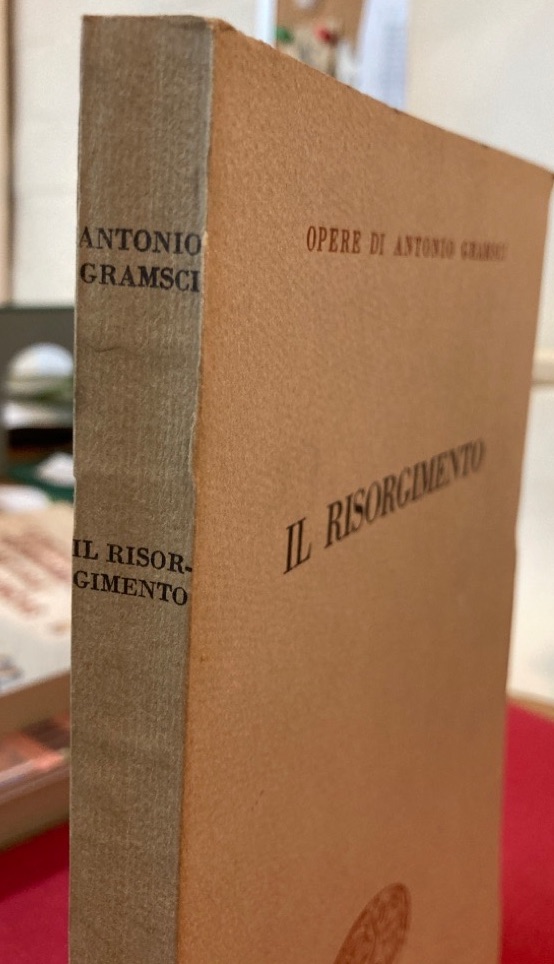 ANTONIO
GRAMSCI
IL RISOR-
GIMENTO
OPERE DI ANTONIO GRAMSCI
IL RISORGIMENTO